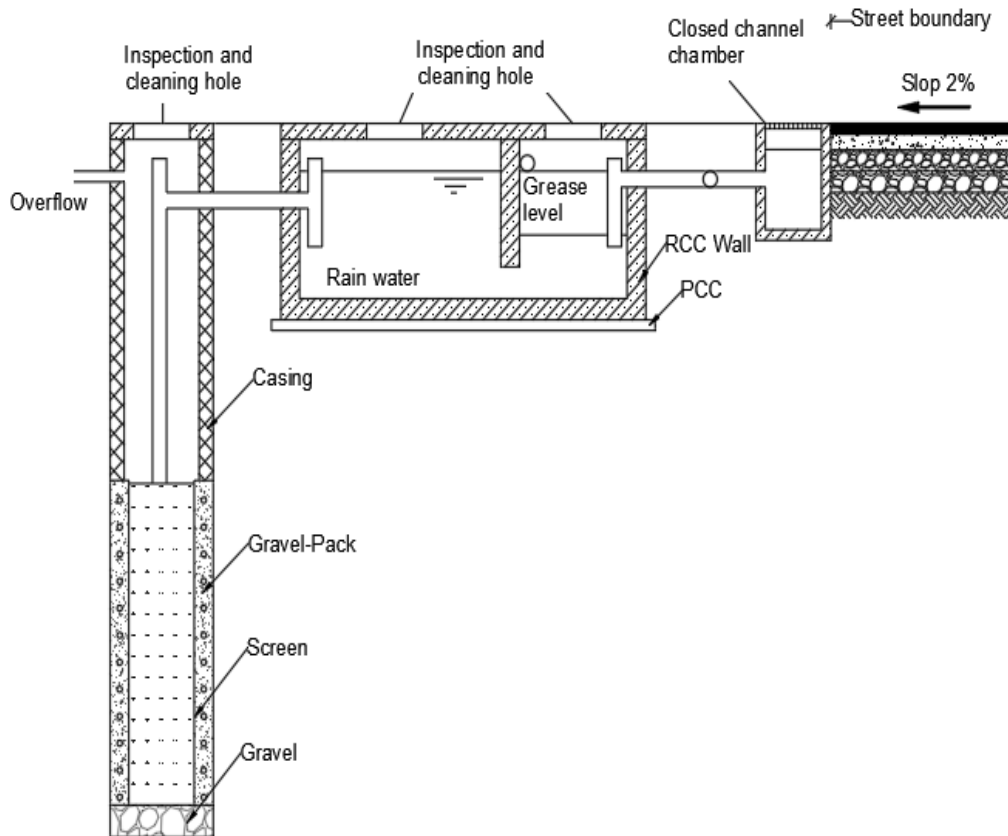 Street boundary
Closed channel
chamber
Inspection and
cleaning hole
Inspection and
cleaning hole
Slop 2%
Overflow
Grease
level
RCC Wall
Rain water
PCC
Casing
Gravel-Pack
Screen
Gravel